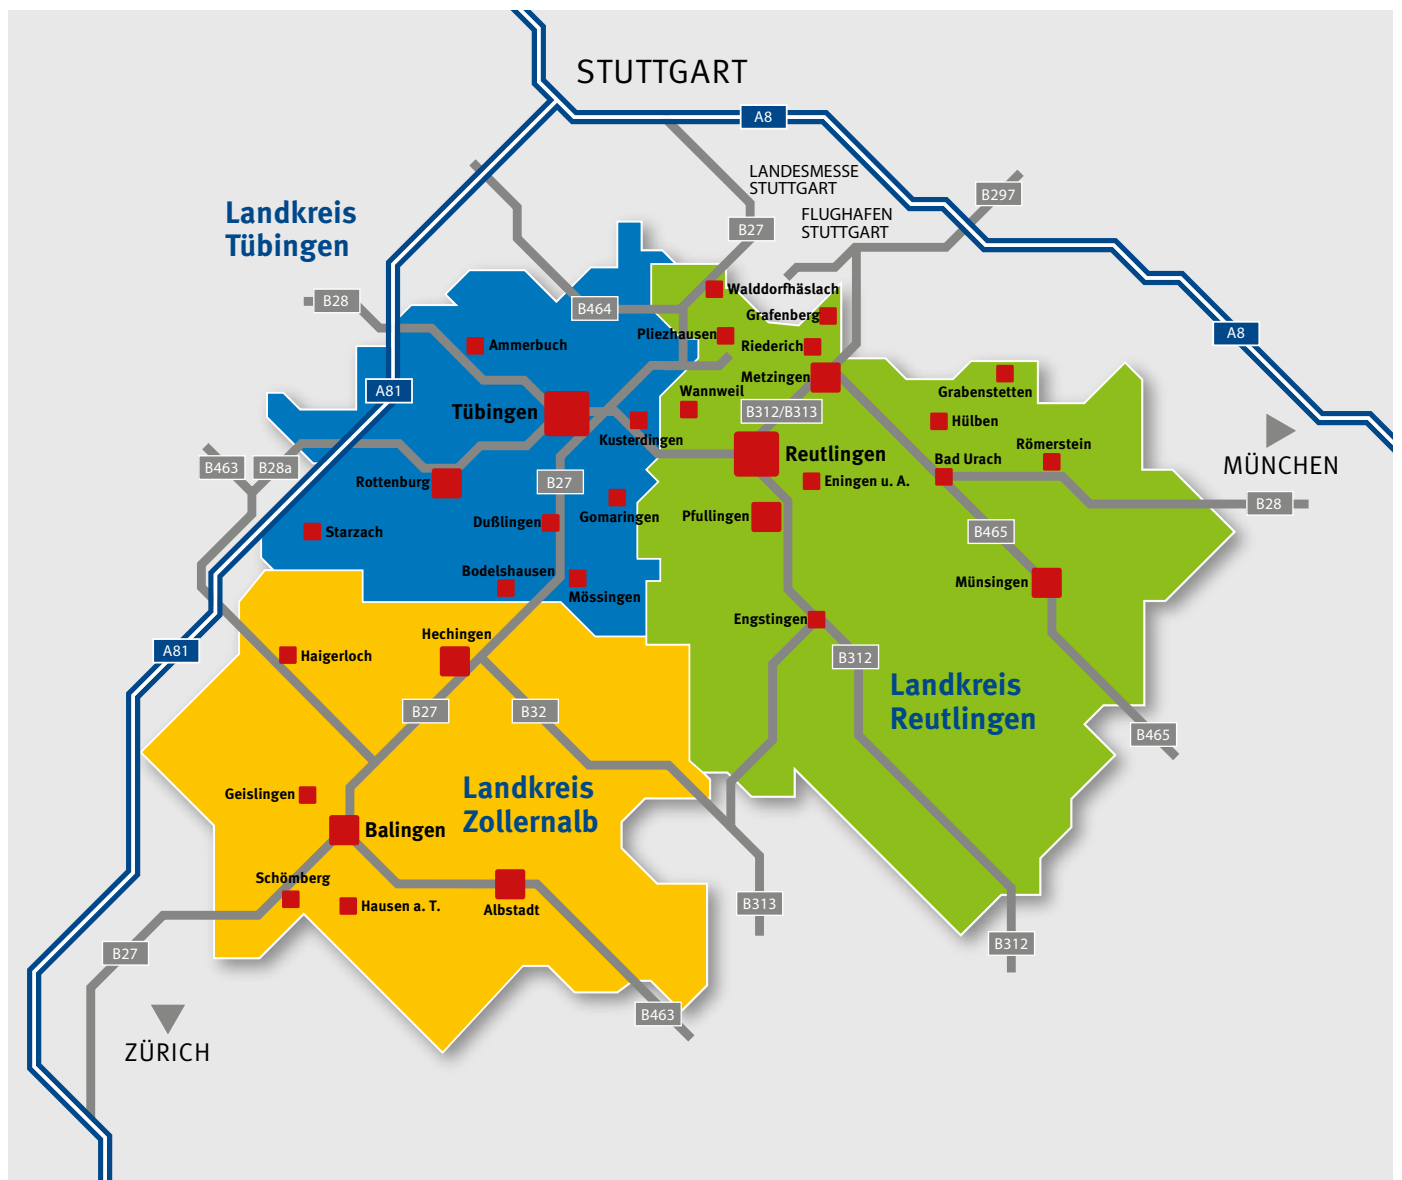 STUTTGART
A8
LANDESMESSE
STUTTGART
B297
Landkreis
Tübingen
FLUGHAFEN
STUTTGART
B27
B28
B464
Walddorfhäslach
Grafenberg
Pliezhausen
Riederich
A8
Ammerbuch
Metzingen
A81
Grabenstetten
Wannweil
Tübingen
B312/B313
Hülben
Kusterdingen
Römerstein
Reutlingen
Bad Urach
MÜNCHEN
B463
B28a
Rottenburg
B27
Eningen u. A.
B28
Gomaringen
Pfullingen
Dußlingen
Starzach
B465
Bodelshausen
Mössingen
Münsingen
Engstingen
Hechingen
A81
Haigerloch
B312
Landkreis
Reutlingen
B27
B32
B465
Landkreis
Zollernalb
Geislingen
Balingen
Schömberg
Hausen a. T.
Albstadt
B313
B27
B312
B463
ZÜRICH